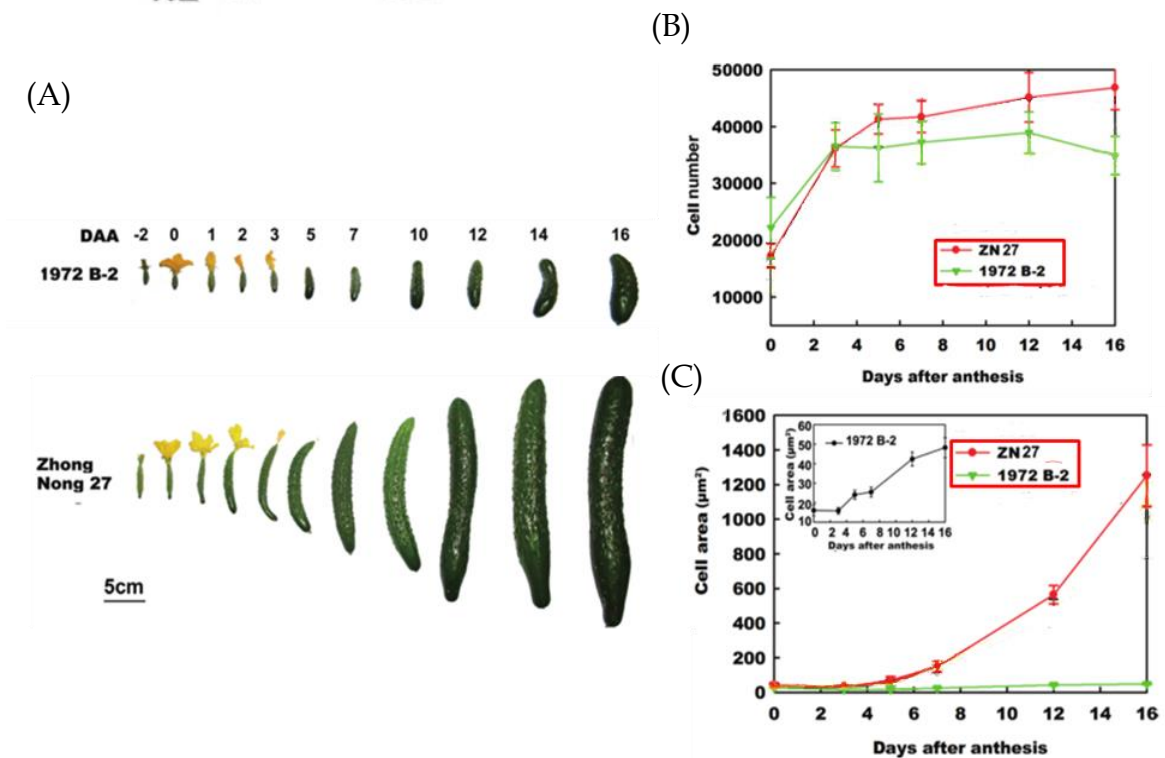 (A)
DAA -2 0 1 2 3 5 7 10 12 14 16
1972 B-2
Zhong
Nong 27
5cm
(B)
50000
40000
30000
20000
10000
Cell number
ZN 27
1972 B-2
0 2 4 6 8 10 12 14 16
Days after anthesis
(C)
1600
1400
1200
1000
800
600
400
200
0
Cell area (µm²)
60
50
40
30
20
10
Cell area (µm²)
1972 B-2
0 2 4 6 8 10 12 14 16
Days after anthesis
ZN 27
1972 B-2
0 2 4 6 8 10 12 14 16
Days after anthesis